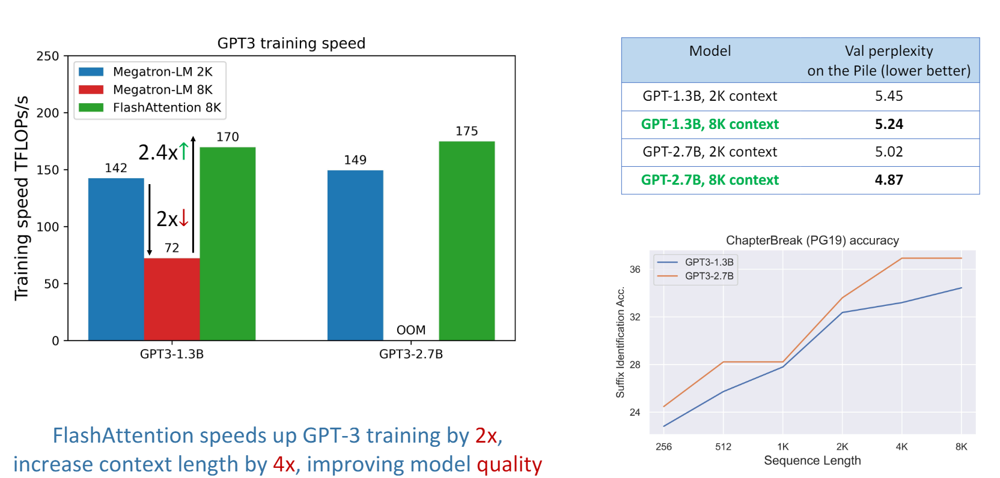 GPT3 training speed
Training speed TFLOPs/s
250
200
150
100
50
0
Megatron-LM 2K
Megatron-LM 8K
FlashAttention 8K
142
2x↓
72
2.4x↑
170
149
OOM
175
GPT3-1.3B
GPT3-2.7B
FlashAttention speeds up GPT-3 training by 2x,
increase context length by 4x, improving model quality
Model Val perplexity
on the Pile (lower better)
GPT-1.3B, 2K context 5.45
GPT-1.3B, 8K context 5.24
GPT-2.7B, 2K context 5.02
GPT-2.7B, 8K context 4.87
ChapterBreak (PG19) accuracy
Suffix Identification Acc.
36
32
28
24
GPT3-1.3B
GPT3-2.7B
256 512 1K 2K 4K 8K
Sequence Length